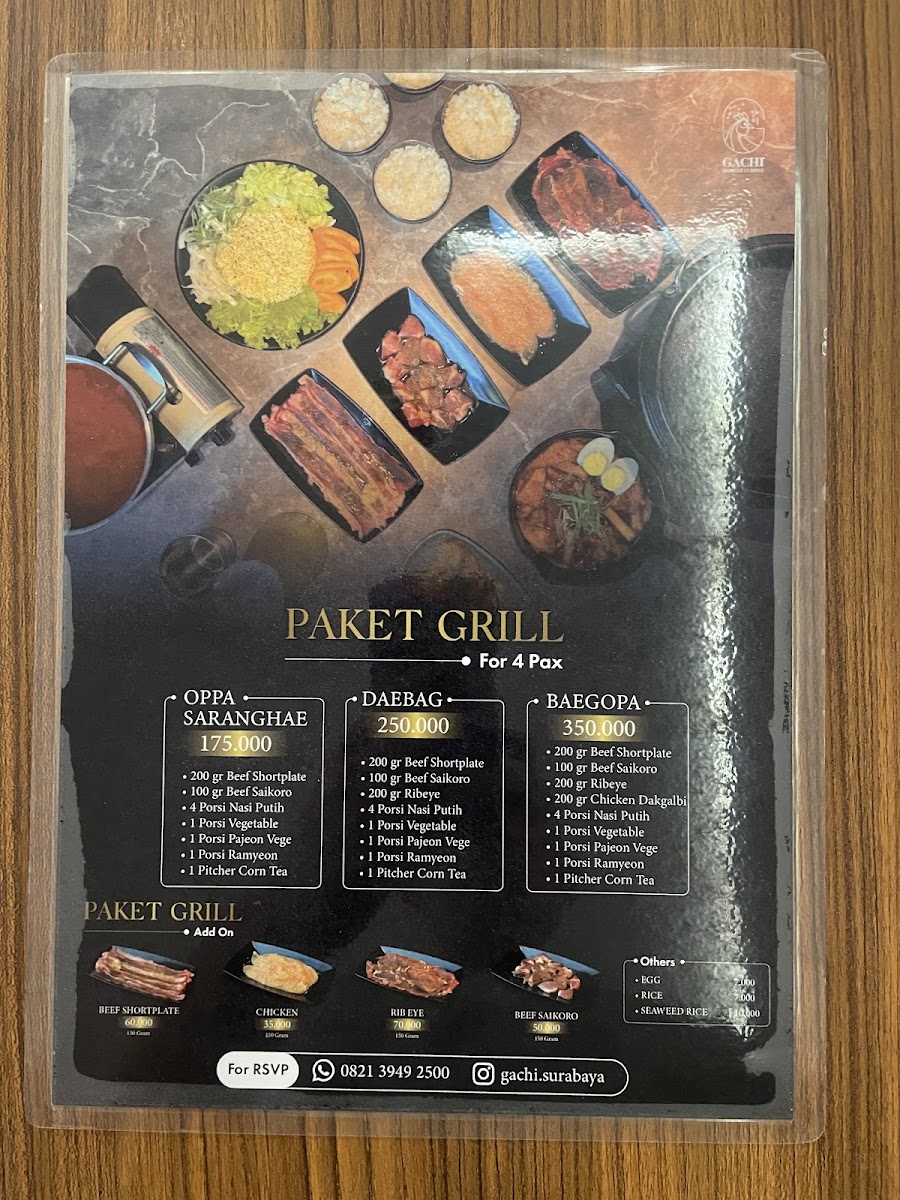 GACHI
PAKET GRILL
For 4 Pax
OPPA
SARANGHAE
175.000
• 200 gr Beef Shortplate
• 100 gr Beef Saikoro
• 4 Porsi Nasi Putih
• 1 Porsi Vegetable
• 1 Porsi Pajeon Vege
• 1 Porsi Ramyeon
• 1 Pitcher Corn Tea
DAEBAG
250.000
• 200 gr Beef Shortplate
• 100 gr Beef Saikoro
• 200 gr Ribeye
• 4 Porsi Nasi Putih
• 1 Porsi Vegetable
• 1 Porsi Pajeon Vege
• 1 Porsi Ramyeon
• 1 Pitcher Corn Tea
BAEGOPA
350.000
• 200 gr Beef Shortplate
• 100 gr Beef Saikoro
• 200 gr Ribeye
• 200 gr Chicken Dakgalbi
• 4 Porsi Nasi Putih
• 1 Porsi Vegetable
• 1 Porsi Pajeon Vege
• 1 Porsi Ramyeon
• 1 Pitcher Corn Tea
PAKET GRILL
Add On
BEEF SHORTPLATE
60.000
150 Gram
CHICKEN
35.000
150 Gram
RIB EYE
70.000
150 Gram
BEEF SAIKORO
50.000
150 Gram
Others
• EGG
• RICE 7.000
• SEAWEED RICE 10.000
For RSVP
0821 3949 2500
gachi.surabaya